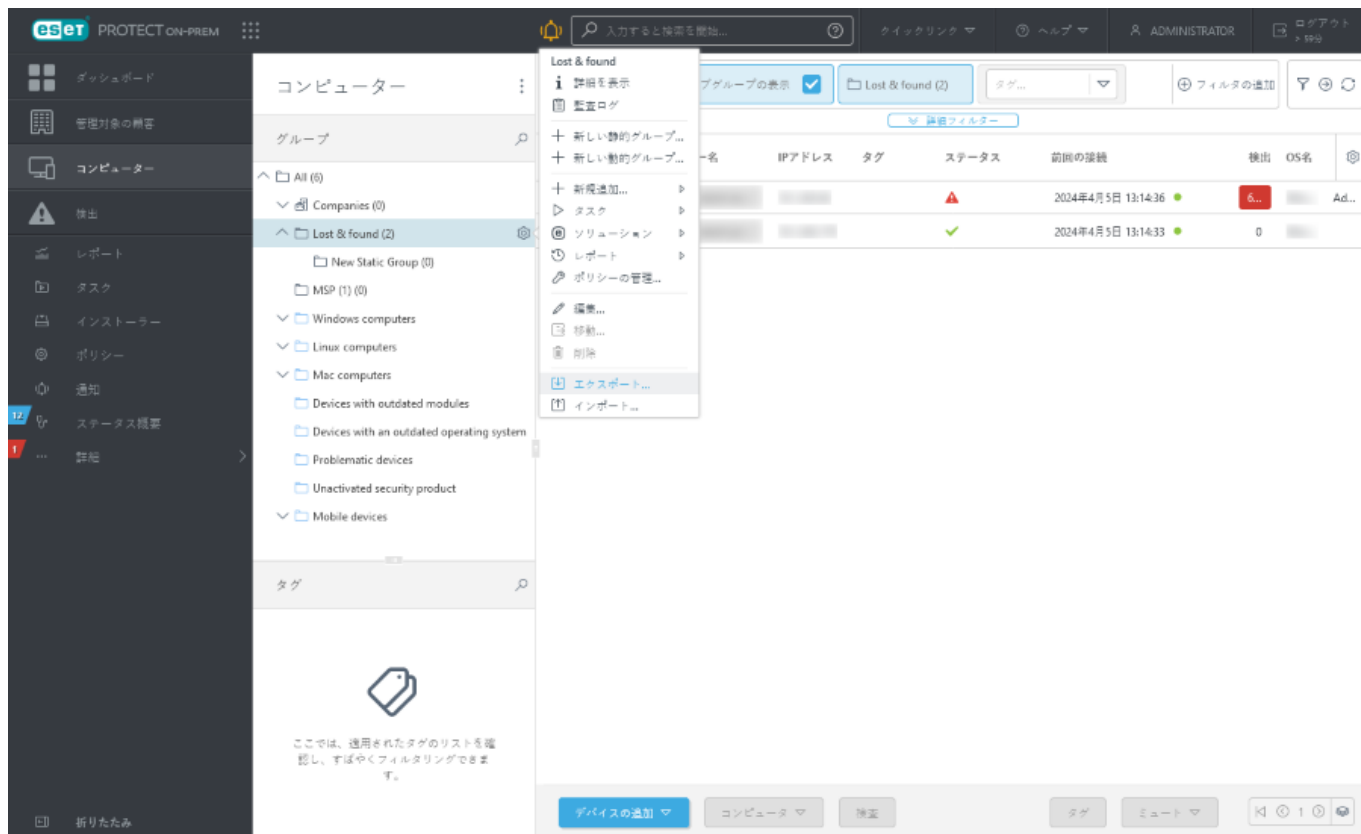 eset PROTECT ON-PREM
入力すると検索を開始...
クイックリンク
ヘルプ
ADMINISTRATOR
ログアウト
> 59分
ダッシュボード
管理対象の顧客
コンピューター
検出
レポート
タスク
インストーラー
ポリシー
通知
12
ステータス概要
1
詳細
折りたたみ
コンピューター
グループ
All (6)
Companies (0)
Lost & found (2)
New Static Group (0)
MSP (1) (0)
Windows computers
Linux computers
Mac computers
Devices with outdated modules
Devices with an outdated operating system
Problematic devices
Unactivated security product
Mobile devices
タグ
ここでは、適用されたタグのリストを確
認し、すばやくフィルタリングできま
す。
Lost & found
詳細を表示
監査ログ
新しい静的グループ...
新しい動的グループ...
新規追加...
タスク
ソリューション
レポート
ポリシーの管理...
編集...
移動...
削除
エクスポート...
インポート...
ブグループの表示
Lost & found (2)
タグ...
フィルタの追加
詳細フィルター
ー名
IPアドレス
タグ
ステータス
前回の接続
検出
OS名
2024年4月5日 13:14:36
6...
Ad...
2024年4月5日 13:14:33
0
デバイスの追加
コンピュータ
検査
タグ
ミュート
1